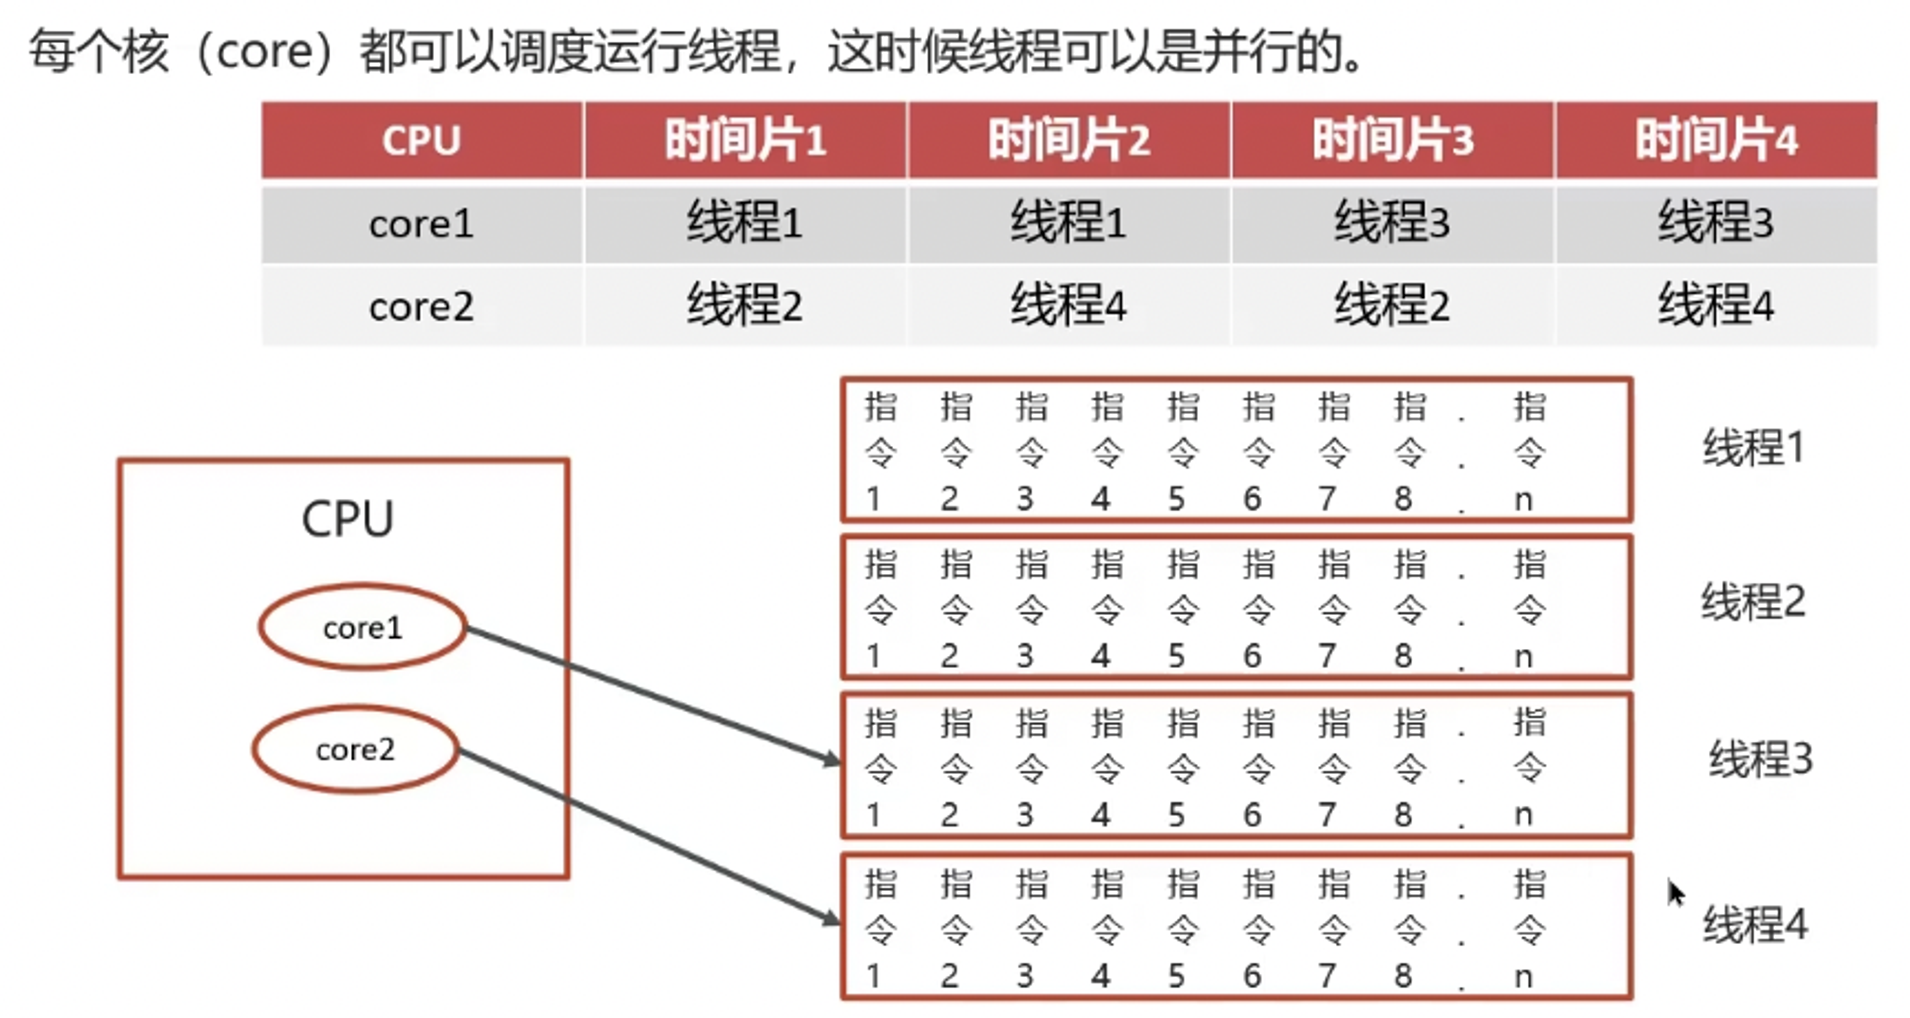 每个核（core）都可以调度运行线程，这时候线程可以是并行的。
CPU 时间片1 时间片2 时间片3 时间片4
core1 线程1 线程1 线程3 线程3
core2 线程2 线程4 线程2 线程4
CPU
core1
core2
指 指 指 指 指 指 指 指 . 指
令 令 令 令 令 令 令 令 . 令
1 2 3 4 5 6 7 8 . n
线程1
指 指 指 指 指 指 指 指 . 指
令 令 令 令 令 令 令 令 . 令
1 2 3 4 5 6 7 8 . n
线程2
指 指 指 指 指 指 指 指 . 指
令 令 令 令 令 令 令 令 . 令
1 2 3 4 5 6 7 8 . n
线程3
指 指 指 指 指 指 指 指 . 指
令 令 令 令 令 令 令 令 . 令
1 2 3 4 5 6 7 8 . n
线程4